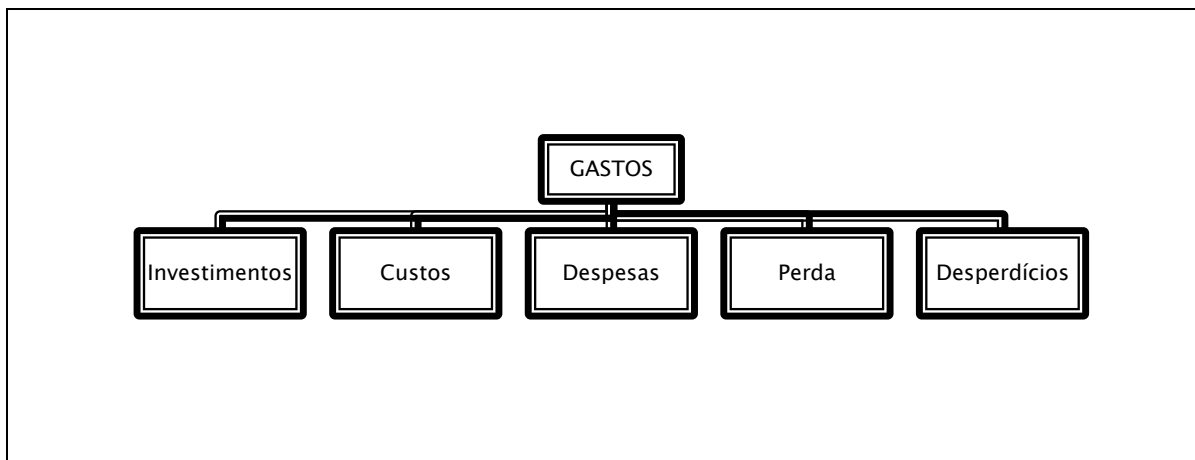 GASTOS
Investimentos
Custos
Despesas
Perda
Desperdícios